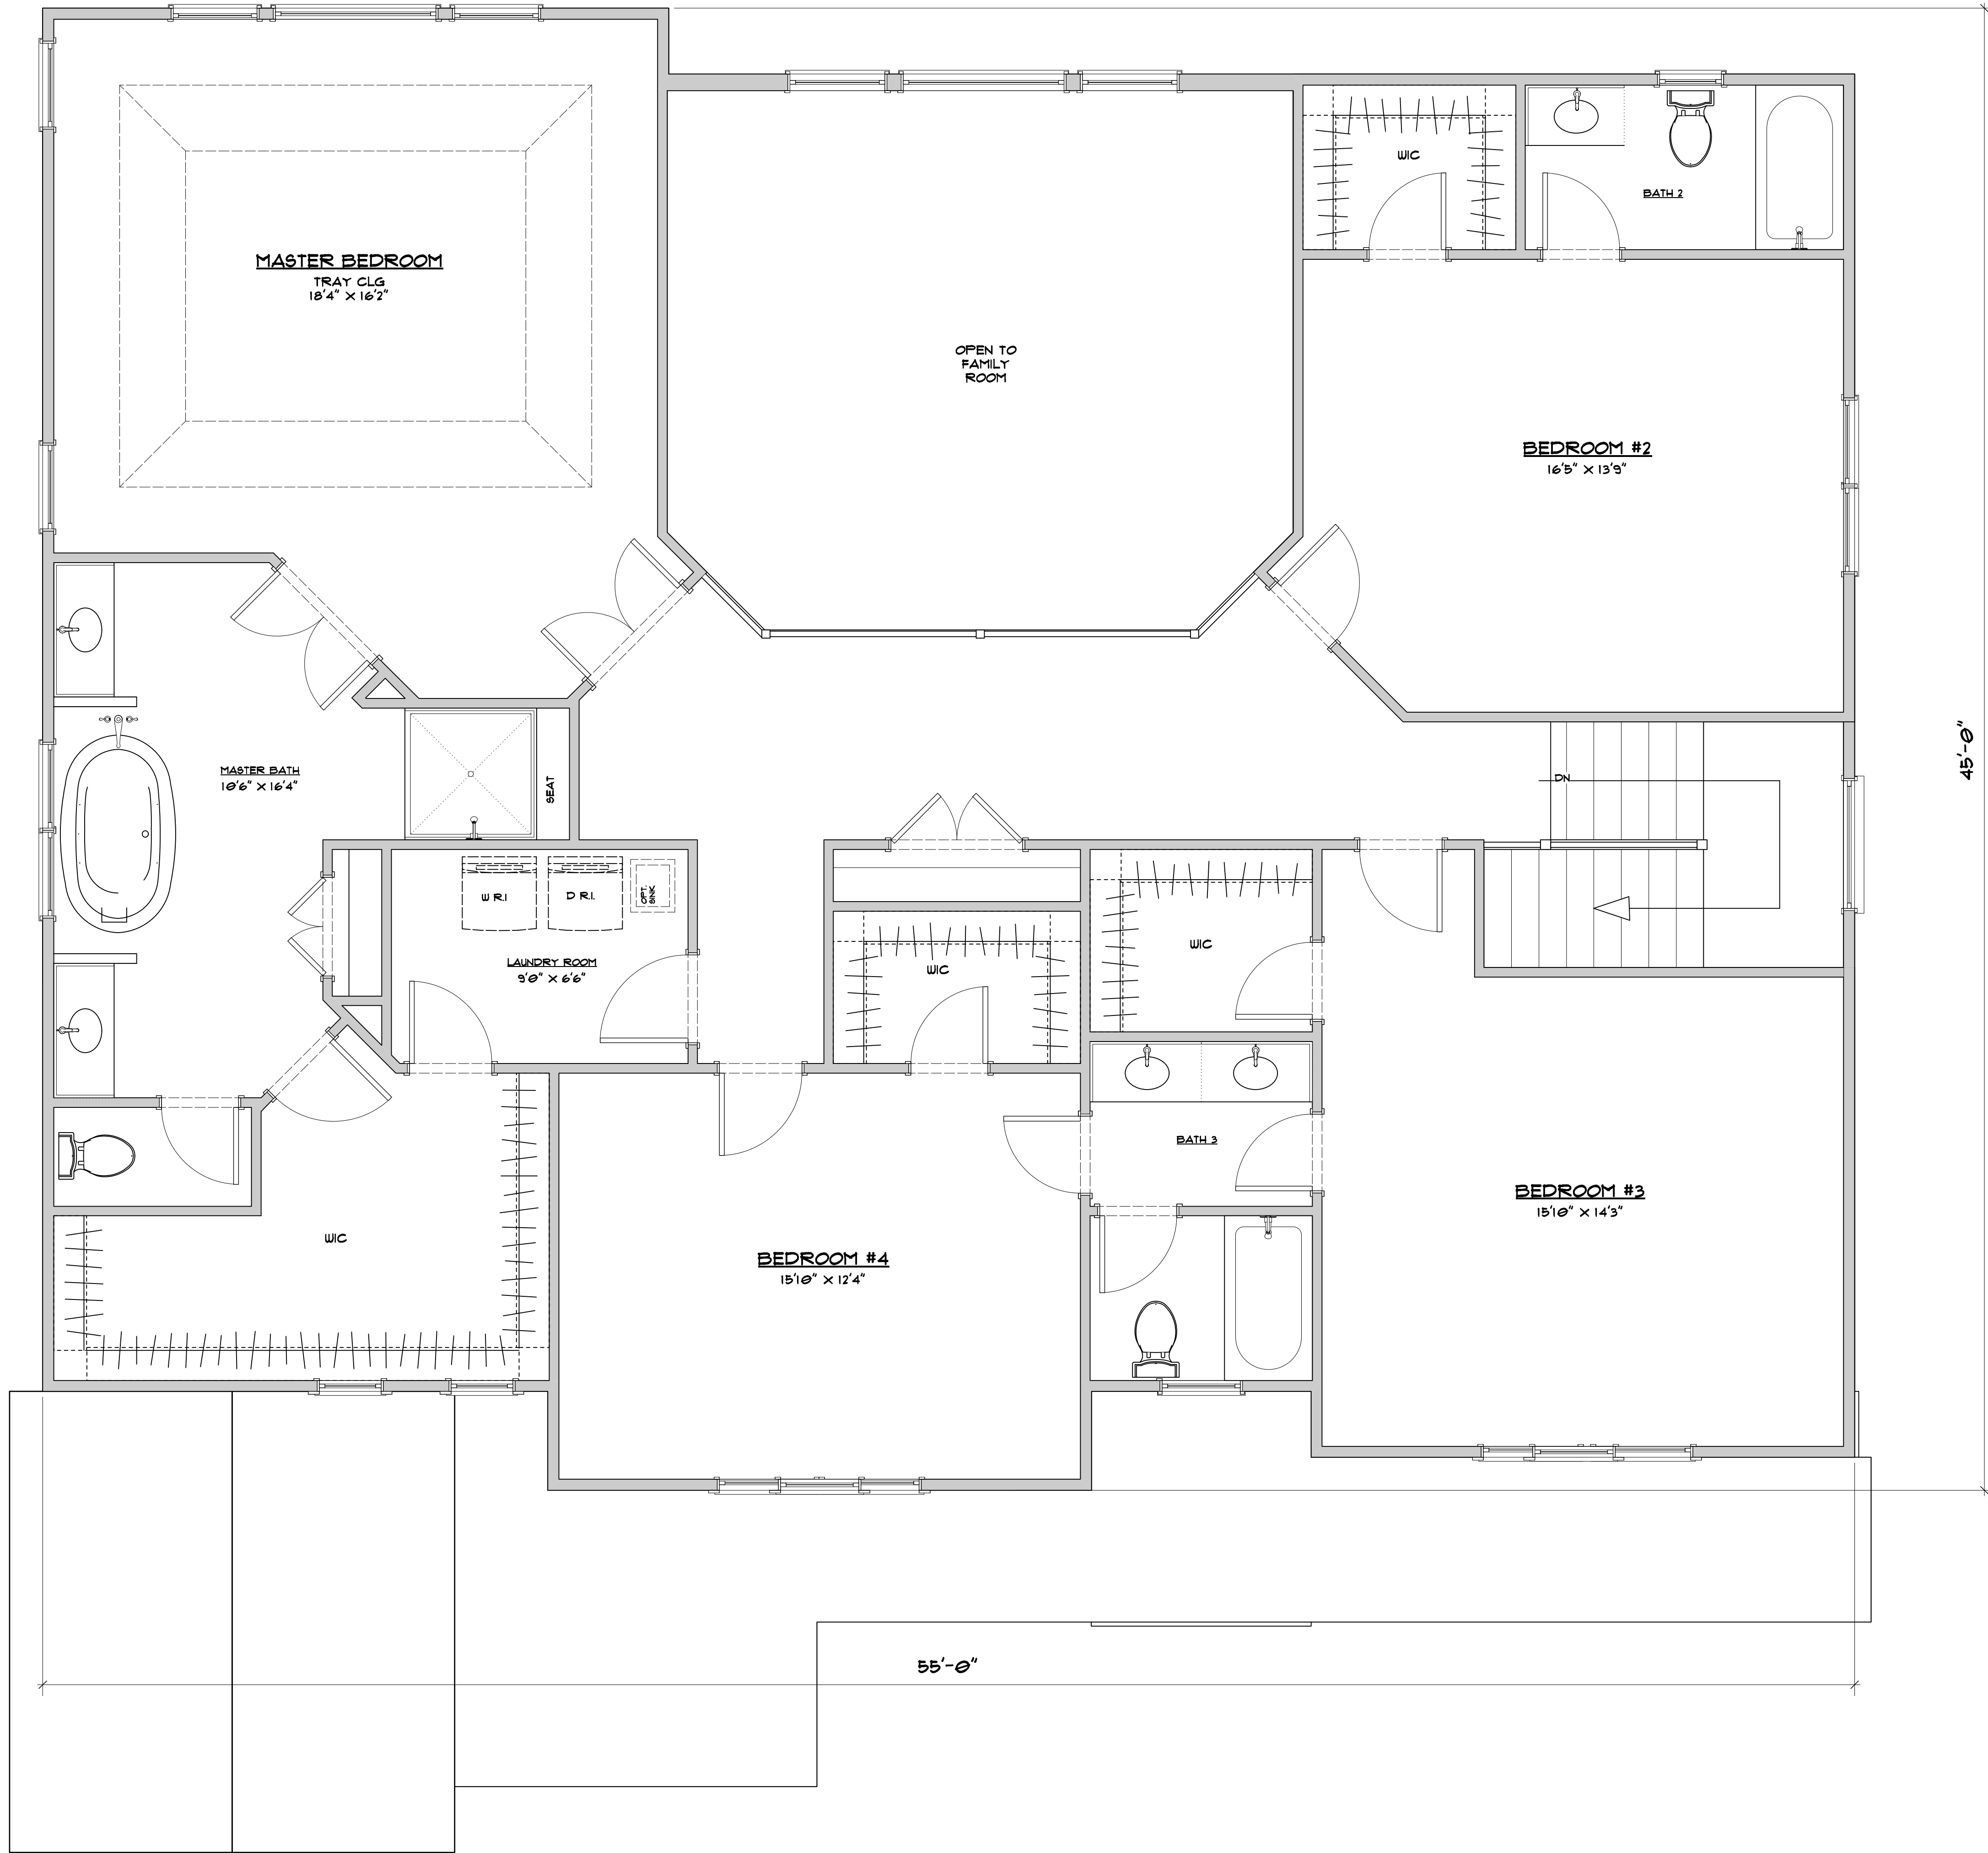 WIC
BATH 2
MASTER BEDROOM
TRAY CLG
18'4" X 16'2"
OPEN TO
FAMILY
ROOM
BEDROOM #2
16'5" X 13'9"
45'-0"
MASTER BATH
10'6" X 16'4"
SEAT
DN
W R.I
D R.I.
OPT.
SINK
LAUNDRY ROOM
9'0" X 6'6"
WIC
WIC
BATH 3
BEDROOM #3
15'10" X 14'3"
WIC
BEDROOM #4
15'10" X 12'4"
55'-0"